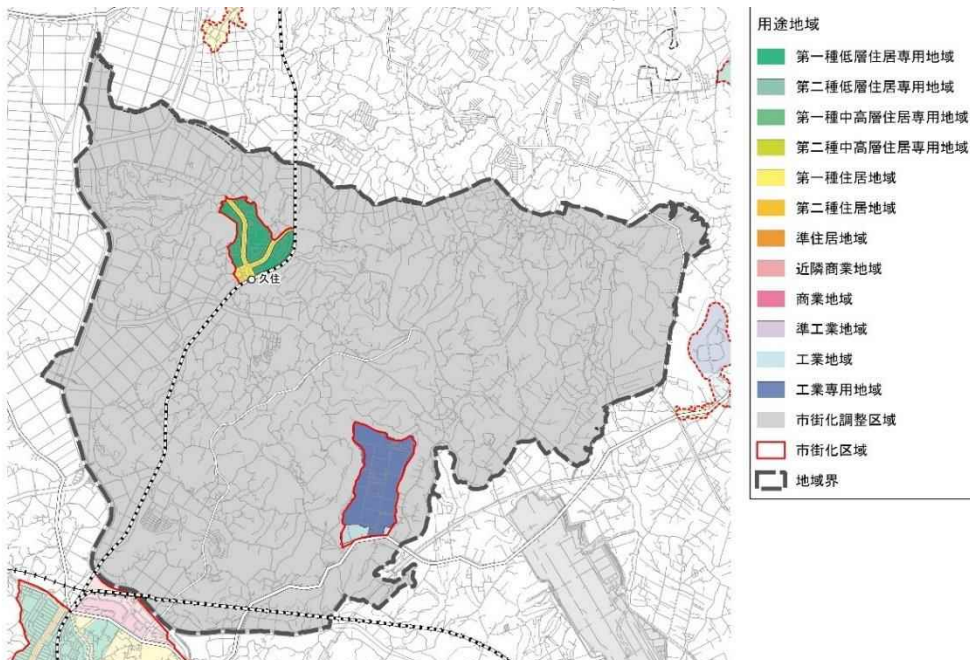 用途地域
第一種低層住居専用地域
第二種低層住居専用地域
第一種中高層住居専用地域
第二種中高層住居専用地域
第一種住居地域
第二種住居地域
準住居地域
近隣商業地域
商業地域
準工業地域
工業地域
工業専用地域
市街化調整区域
市街化区域
地域界
久住